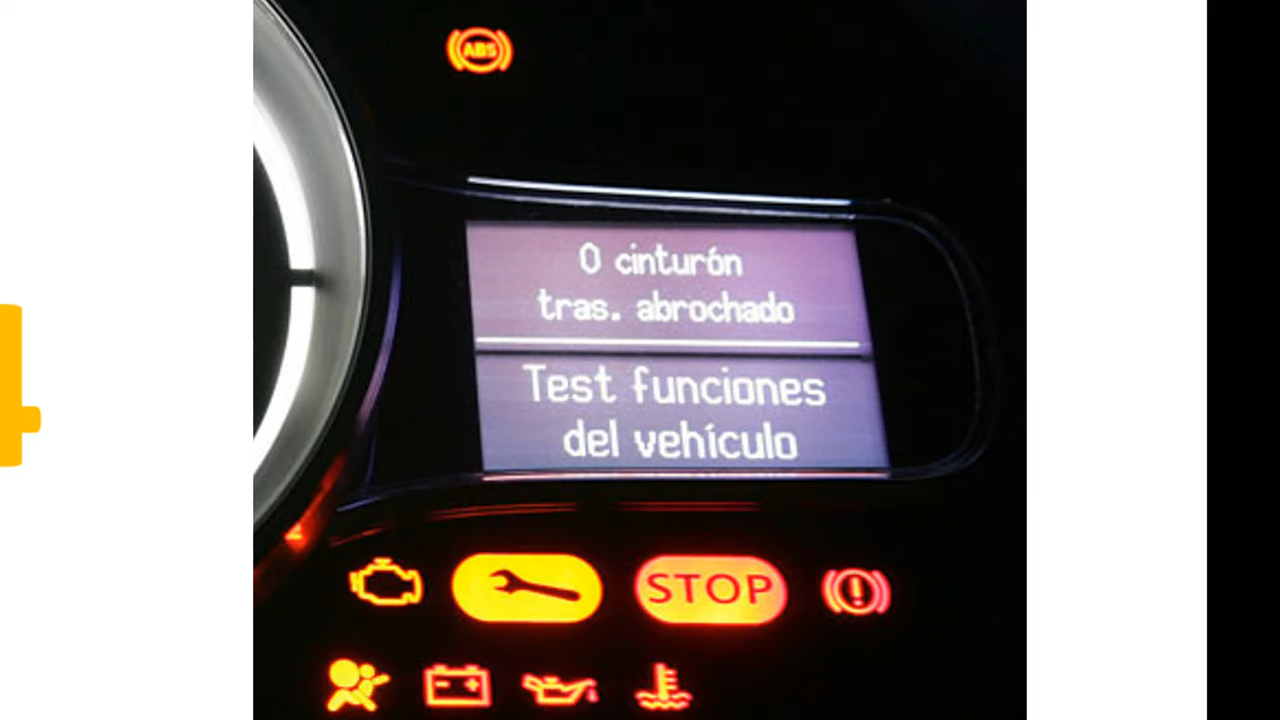 ABS
0 cinturón
tras. abrochado
Test funciones
del vehículo
STOP